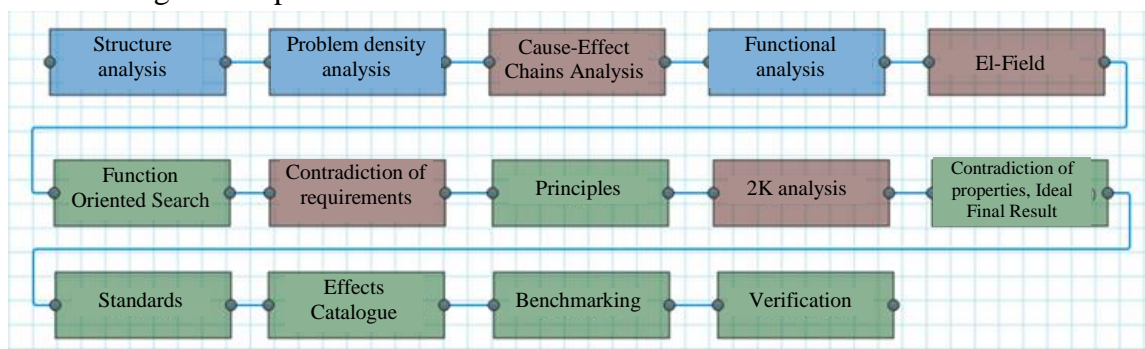 Structure
analysis
Problem density
analysis
Cause-Effect
Chains Analysis
Functional
analysis
El-Field
Function
Oriented Search
Contradiction of
requirements
Principles
2K analysis
Contradiction of
properties, Ideal
Final Result
Standards
Effects
Catalogue
Benchmarking
Verification